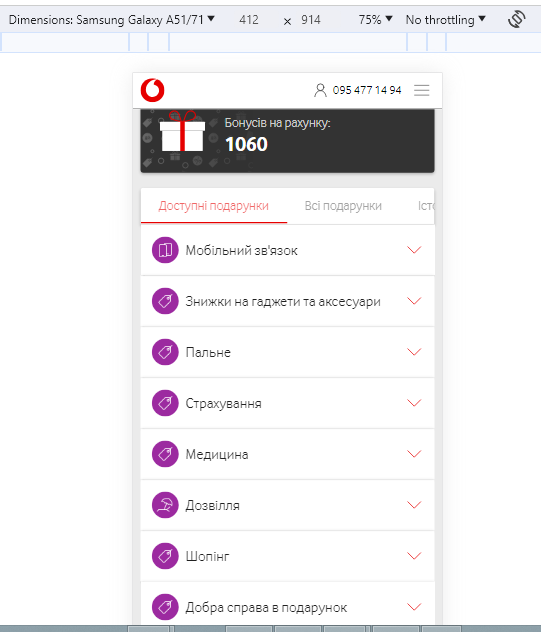 Dimensions: Samsung Galaxy A51/71 412 × 914 75% No throttling
095 477 14 94
Бонусів на рахунку:
1060
Доступні подарунки Всі подарунки Істо
Мобільний зв'язок
Знижки на гаджети та аксесуари
Пальне
Страхування
Медицина
Дозвілля
Шопінг
Добра справа в подарунок